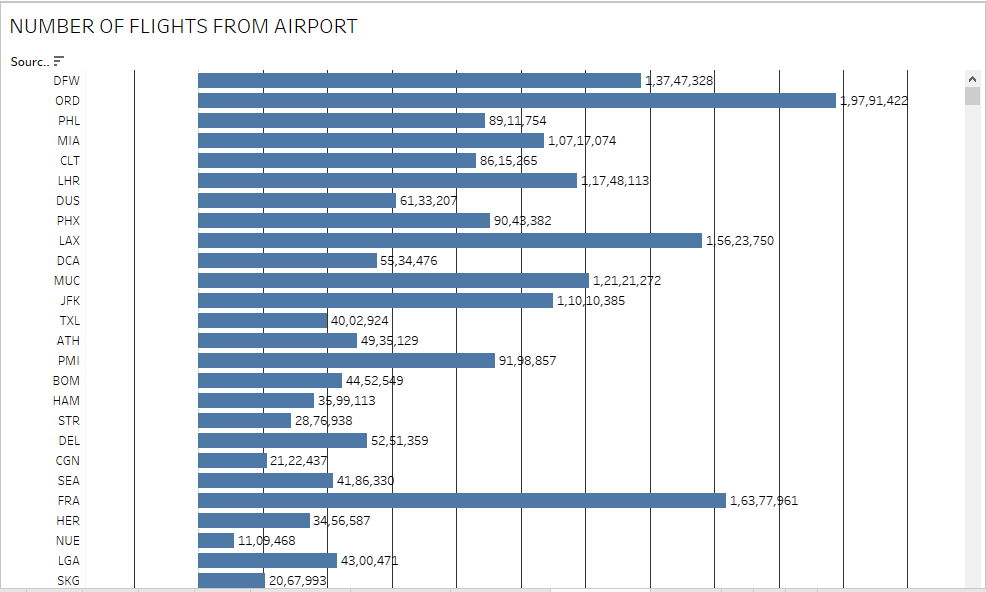 NUMBER OF FLIGHTS FROM AIRPORT
Sourc..
DFW 1,37,47,328
ORD 1,97,91,422
PHL 89,11,754
MIA 1,07,17,074
CLT 86,15,265
LHR 1,17,48,113
DUS 61,33,207
PHX 90,43,382
LAX 1,56,23,750
DCA 55,34,476
MUC 1,21,21,272
JFK 1,10,10,385
TXL 40,02,924
ATH 49,35,129
PMI 91,98,857
BOM 44,52,549
HAM 35,99,113
STR 28,76,938
DEL 52,51,359
CGN 21,22,437
SEA 41,86,330
FRA 1,63,77,961
HER 34,56,587
NUE 11,09,468
LGA 43,00,471
SKG 20,67,993